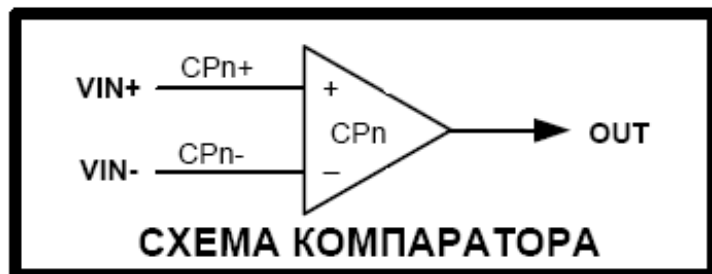 CPn+
VIN+
+
CPn
OUT
CPn-
VIN-
–
СХЕМА КОМПАРАТОРА